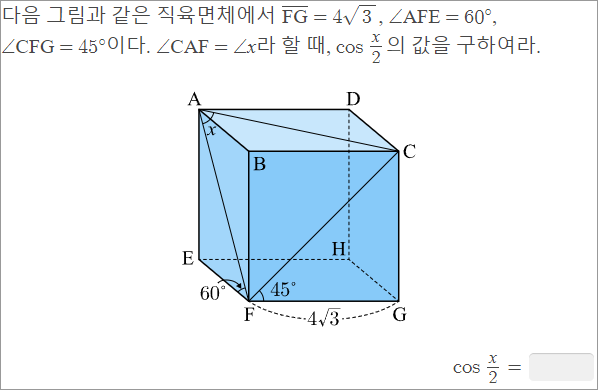 다음 그림과 같은 직육면체에서 FG = 4√3 , ∠AFE = 60°,
∠CFG = 45°이다. ∠CAF = ∠x라 할 때, cos x/2 의 값을 구하여라.
A
D
x
B
C
E
H
60°
45°
F
4√3
G
cos x/2 =